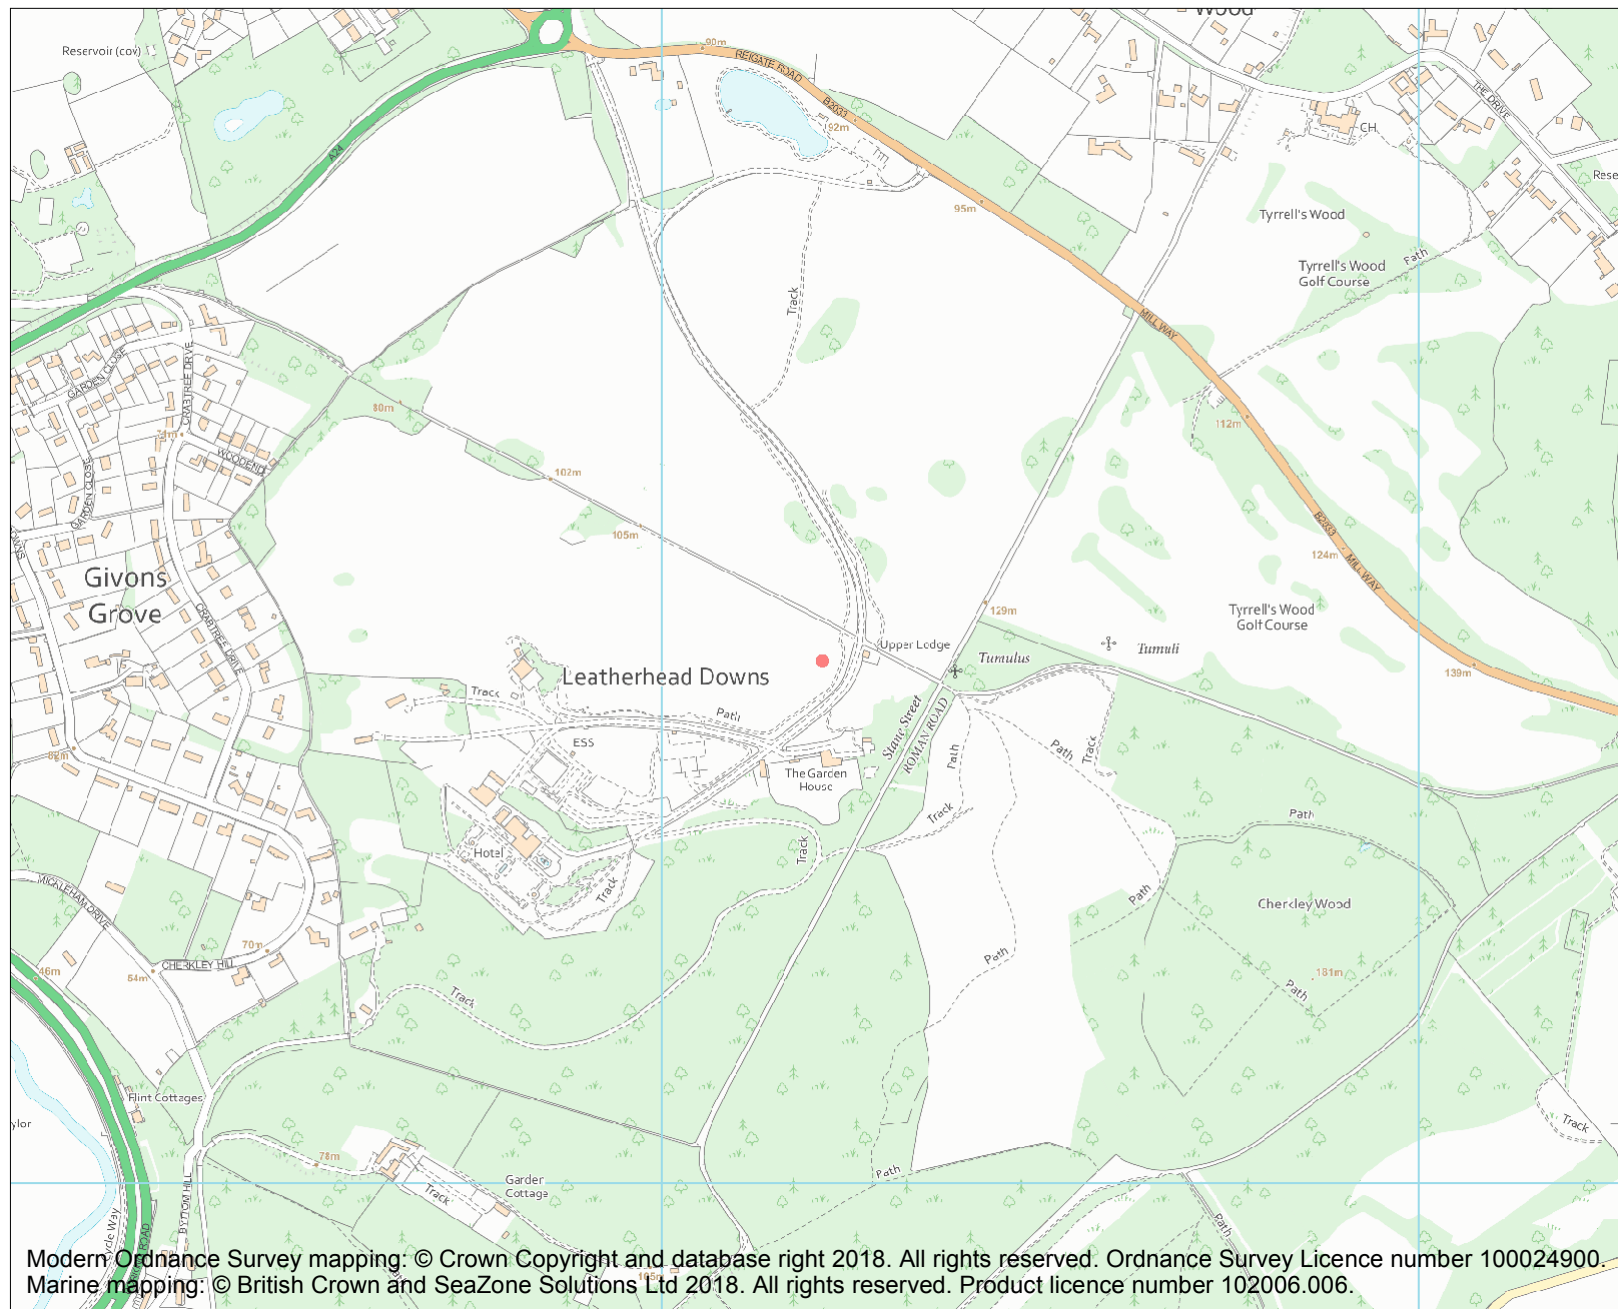 Wood
Reservoir (cov)
90m
REIGATE ROAD
B2033
92m
THE DRIVE
CH
A24
95m
Tyrrell's Wood
Path
Tyrrell's Wood
Golf Course
Track
MILL WAY
GARDEN CLOSE
CRABTREE DRIVE
80m
112m
WOODEND
102m
GARDEN CLOSE
B2033
105m
124m
MILL WAY
Givons
Grove
CRABTREE DRIVE
129m
Tyrrell's Wood
Golf Course
Upper Lodge
Tumuli
Tumulus
Leatherhead Downs
139m
Track
Path
Stane Street
ROMAN ROAD
ESS
Path
Path
Track
The Garden
House
Track
Path
Hotel
Track
Track
MICKLEHAM DRIVE
Path
Cherkley Wood
70m
Path
CHERKLEY HILL
46m
54m
181m
Path
Track
Flint Cottages
Track
78m
Path
Garden
Cottage
Track
BYTTOM HILL
Path
Modern Ordnance Survey mapping: © Crown Copyright and database right 2018. All rights reserved. Ordnance Survey Licence number 100024900.
Marine mapping: © British Crown and SeaZone Solutions Ltd 2018. All rights reserved. Product licence number 102006.006.